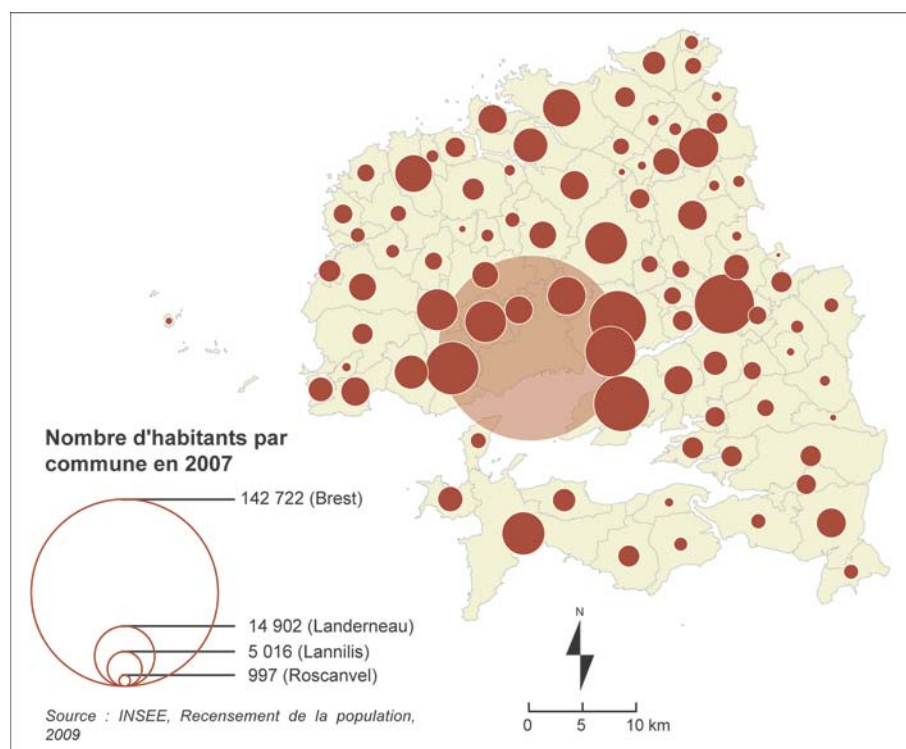 Nombre d'habitants par
commune en 2007
142 722 (Brest)
14 902 (Landerneau)
5 016 (Lannilis)
997 (Roscanvel)
Source : INSEE, Recensement de la population,
2009
N
0 5 10 km